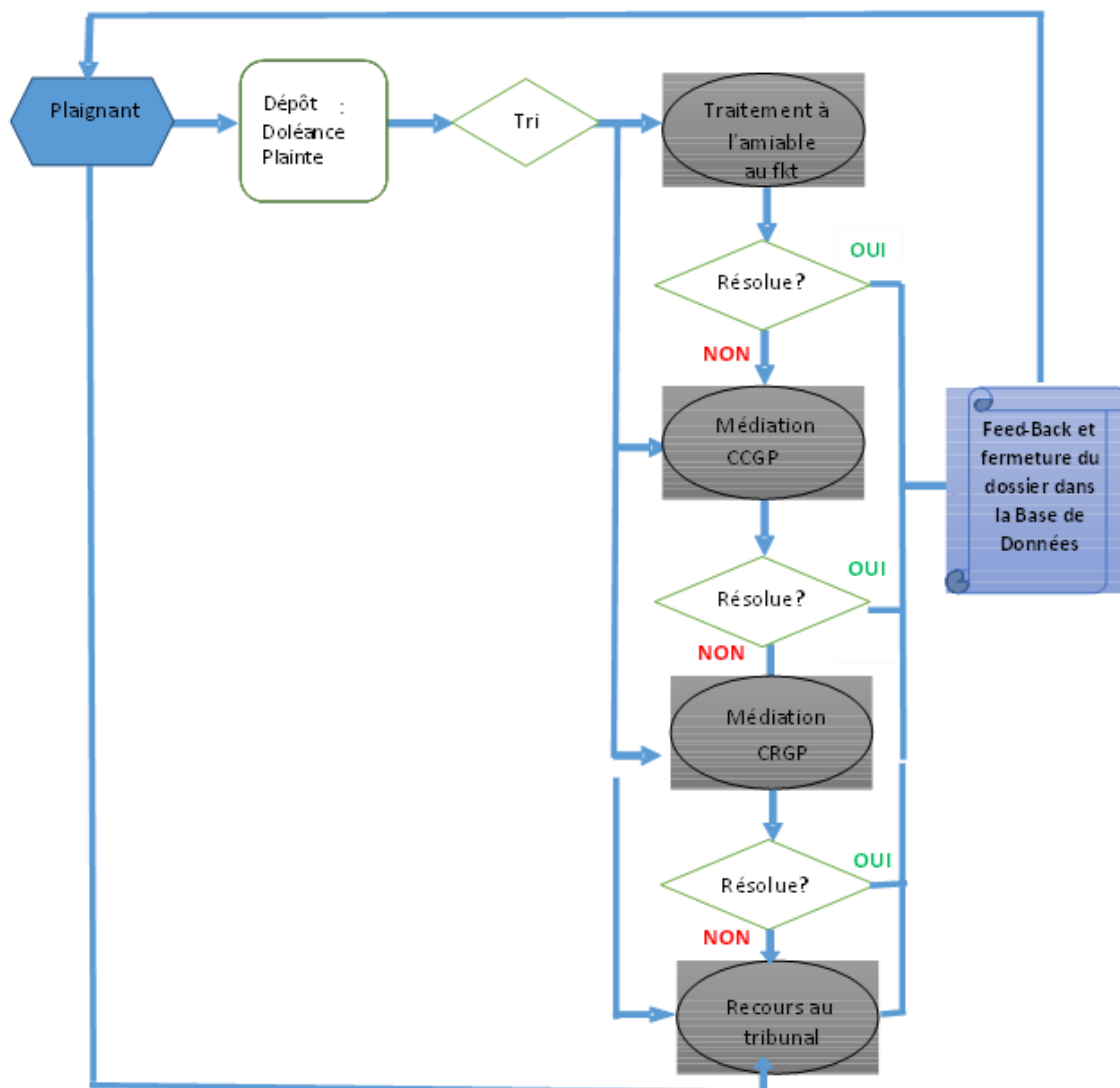 Plaignant
Dépôt :
Doléance
Plainte
Tri
Traitement à
l'amiable
au fkt
Résolue?
OUI
NON
Médiation
CCGP
Feed-Back et
fermeture du
dossier dans
la Base de
Données
Résolue?
OUI
NON
Médiation
CRGP
Résolue?
OUI
NON
Recours au
tribunal